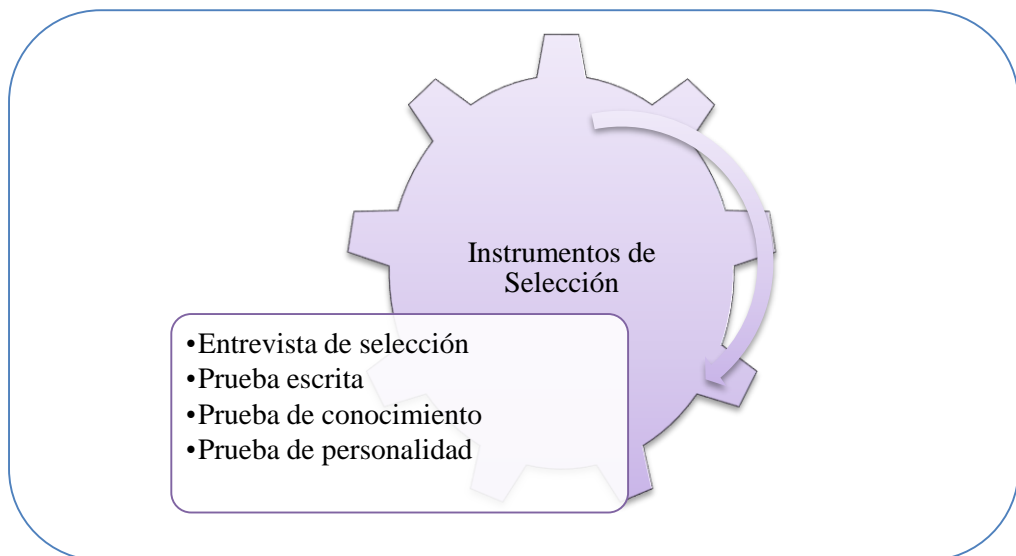 Instrumentos de
Selección
•Entrevista de selección
•Prueba escrita
•Prueba de conocimiento
•Prueba de personalidad